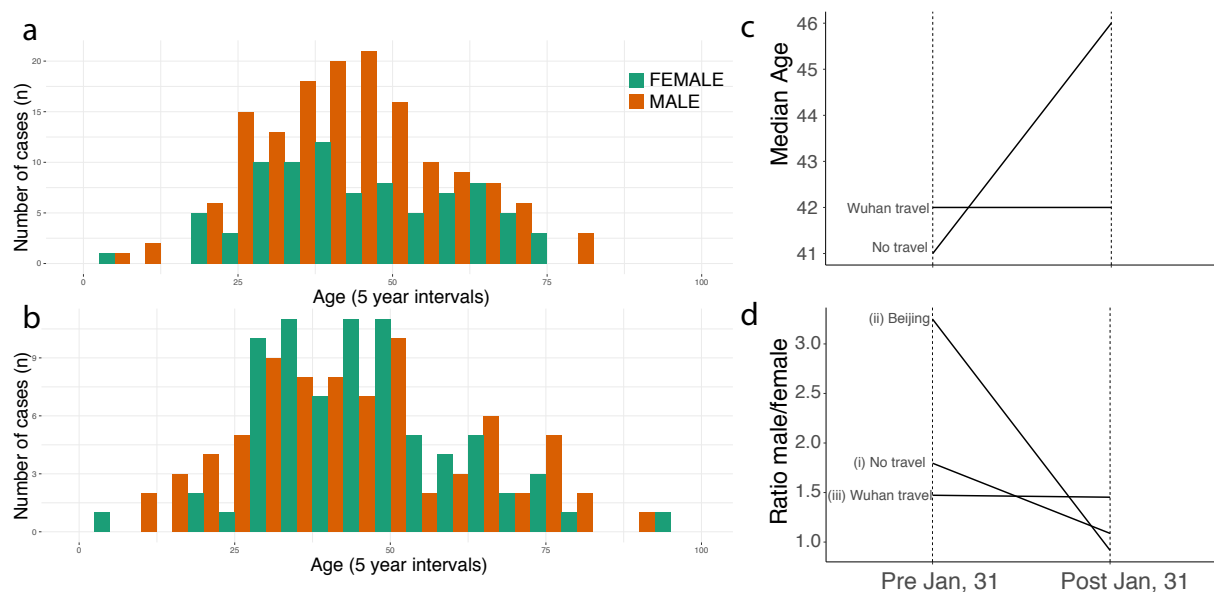 a
Number of cases (n)
20
15
10
5
0
FEMALE
MALE
0 25 50 75 100
Age (5 year intervals)
b
Number of cases (n)
9
6
3
0
0 25 50 75 100
Age (5 year intervals)
c
Median Age
46
45
44
43
42
41
Wuhan travel
No travel
d
Ratio male/female
3.0
2.5
2.0
1.5
1.0
(ii) Beijing
(i) No travel
(iii) Wuhan travel
Pre Jan, 31 Post Jan, 31